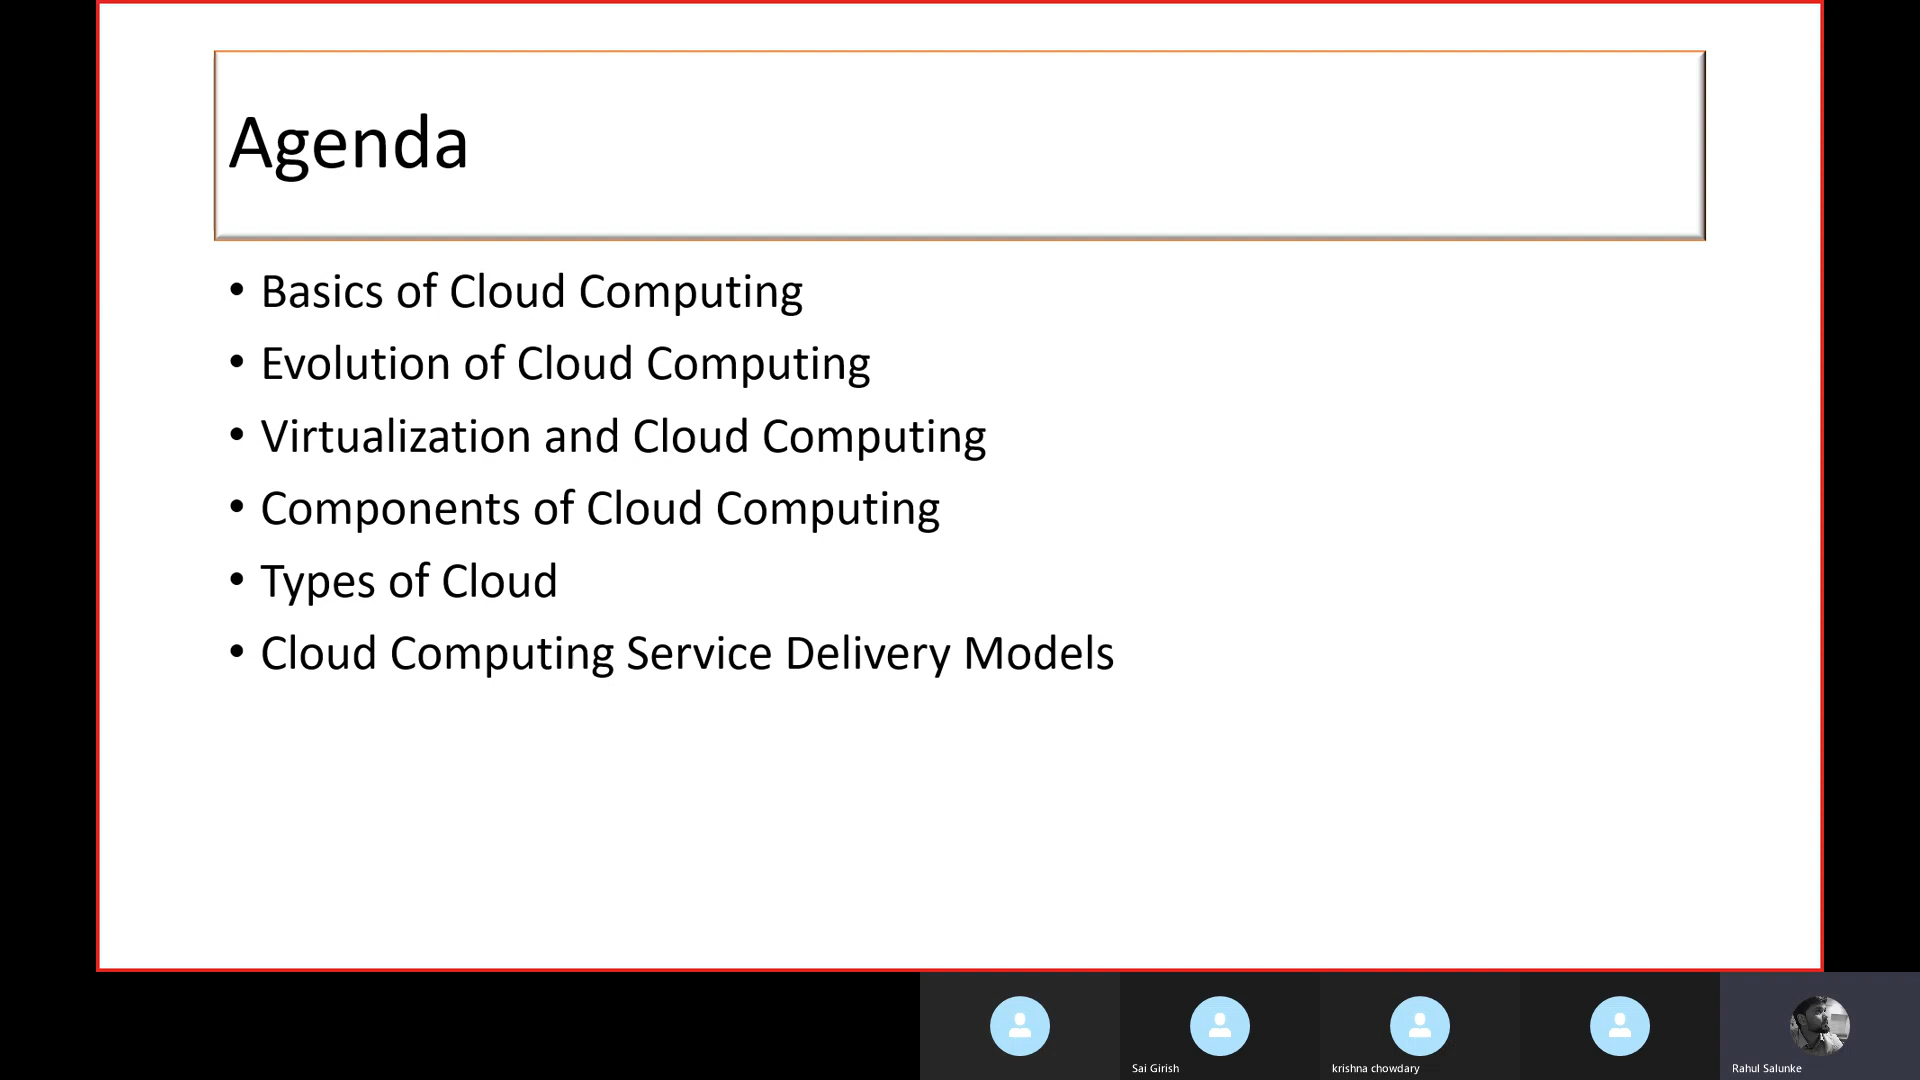 Agenda
• Basics of Cloud Computing
• Evolution of Cloud Computing
• Virtualization and Cloud Computing
• Components of Cloud Computing
• Types of Cloud
• Cloud Computing Service Delivery Models
Sai Girish
krishna chowdary
Rahul Salunke